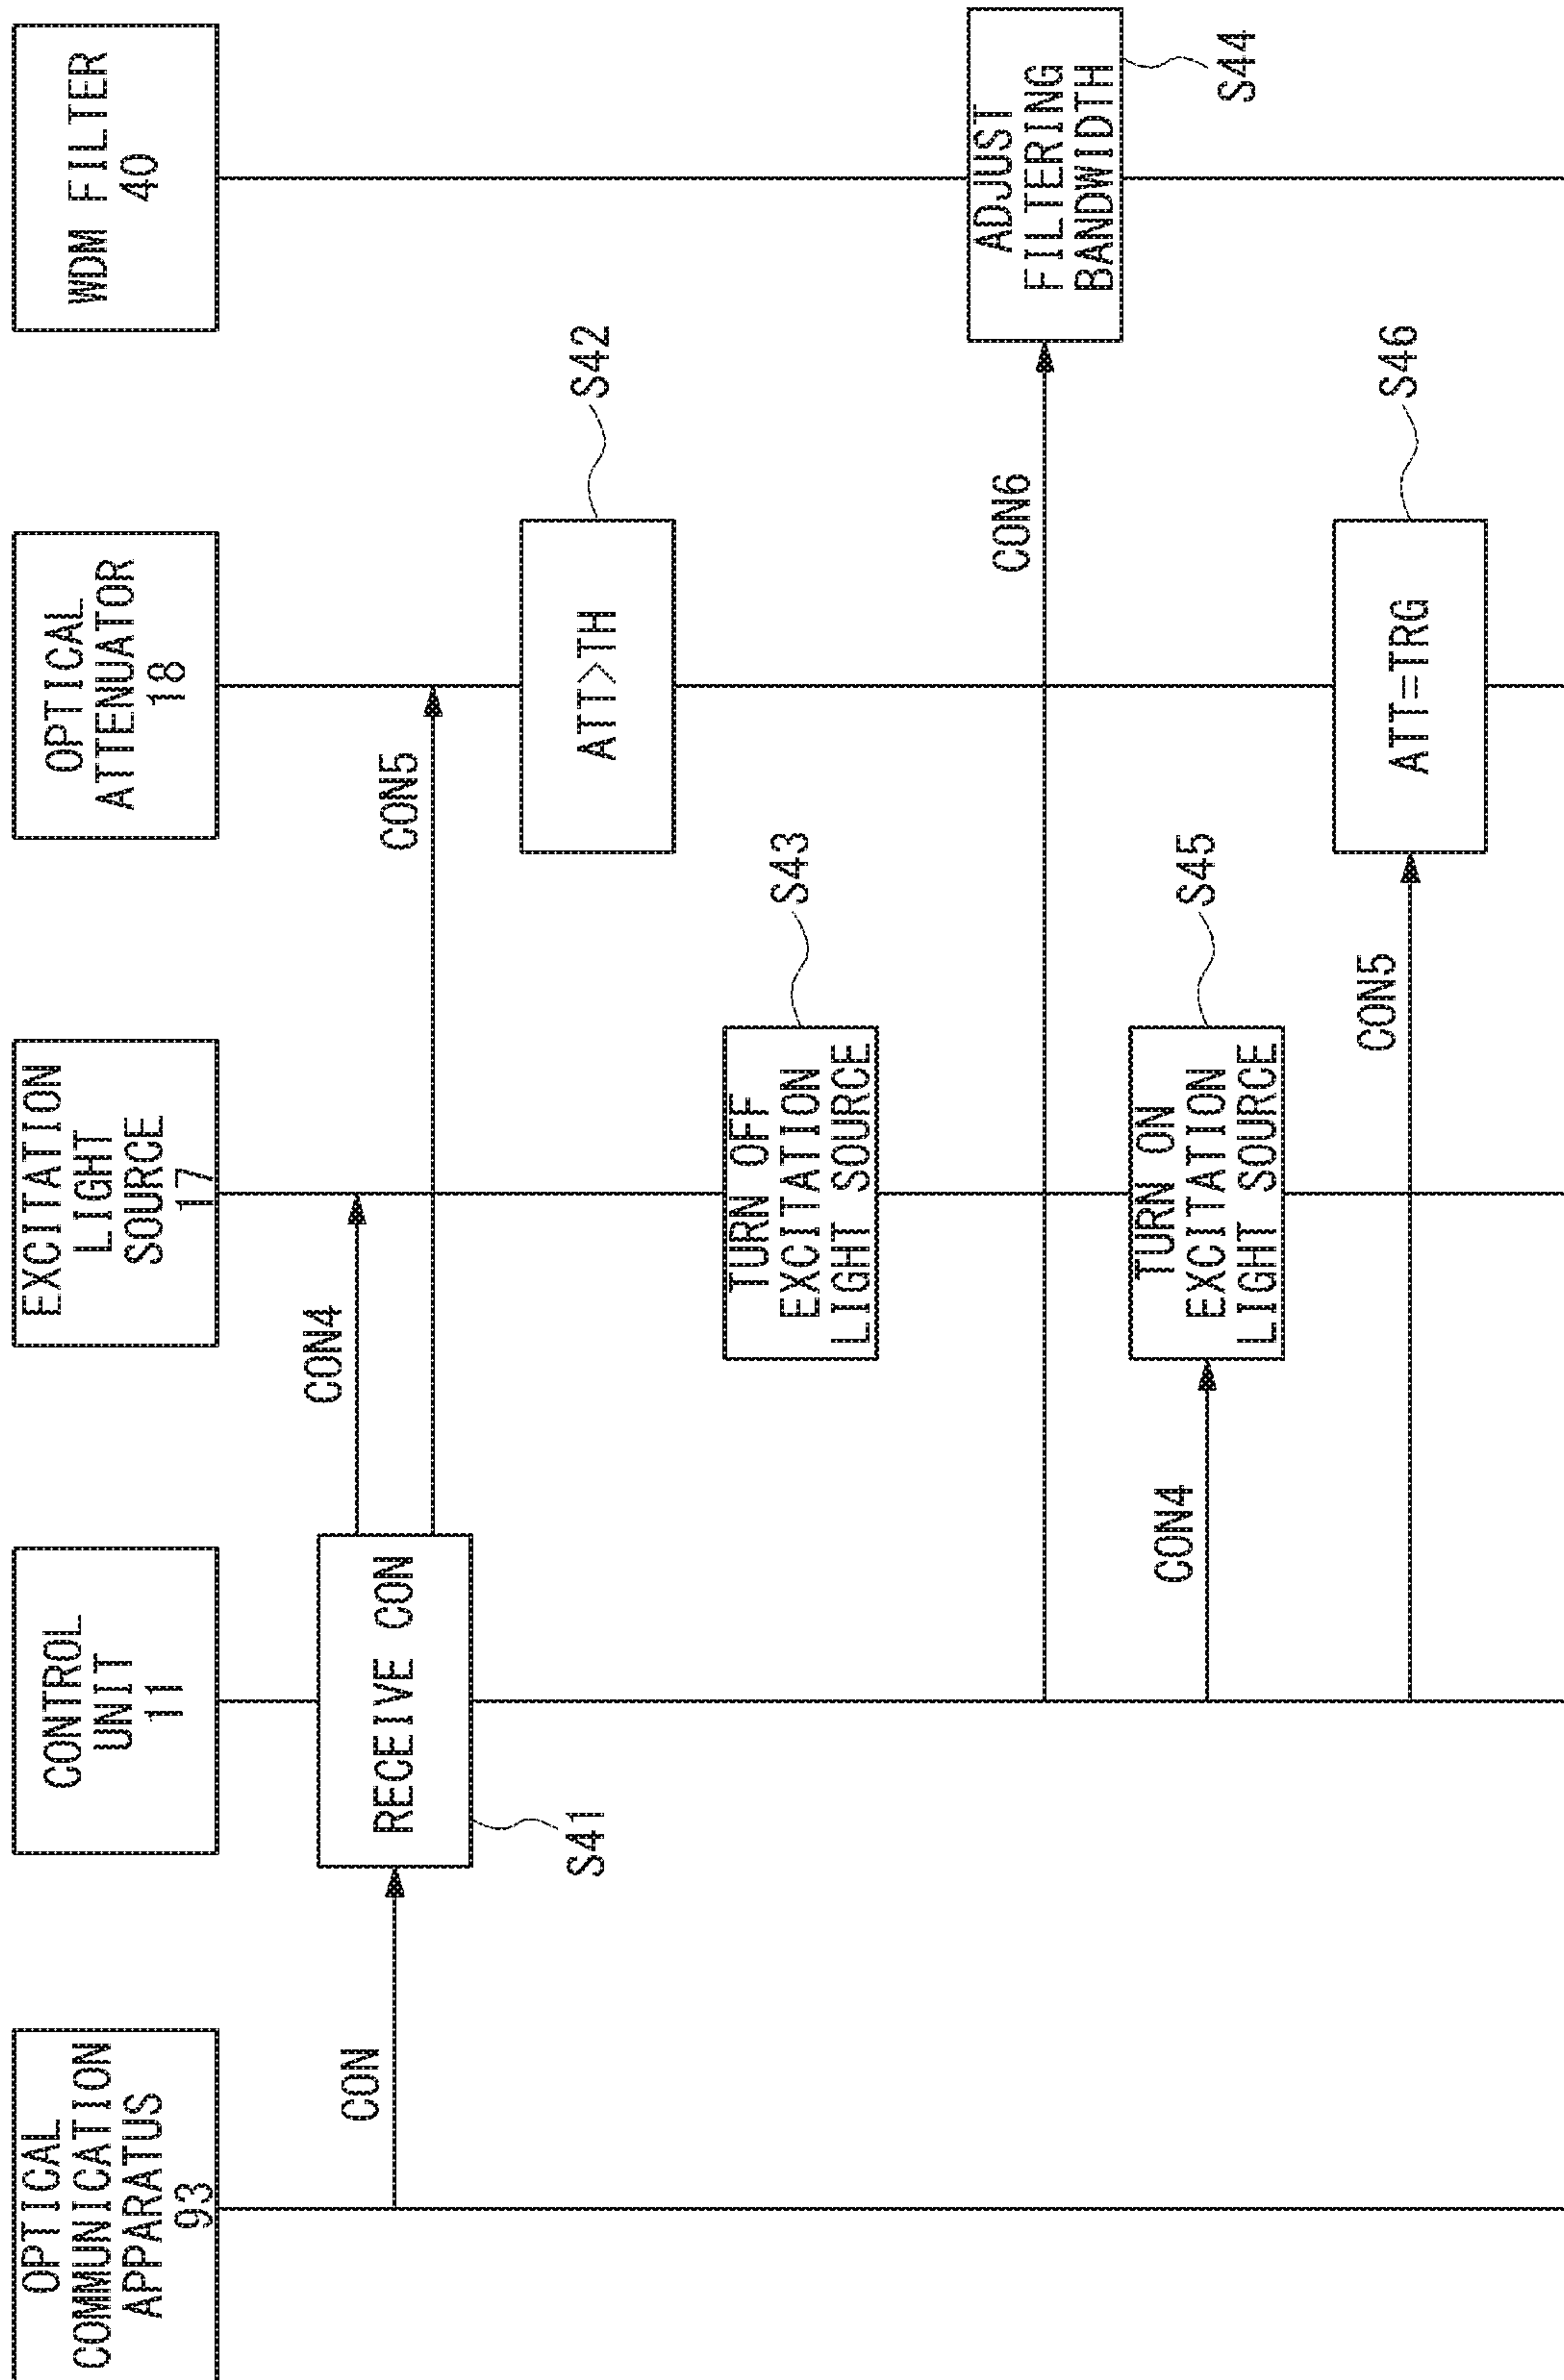 OPTICAL
COMMUNICATION
APPARATUS
93
CONTROL
UNIT
11
EXCITATION
LIGHT
SOURCE
17
OPTICAL
ATTENUATOR
18
WDM FILTER
40
CON
RECEIVE CON
S41
CON4
CON5
ATT>TH
S42
TURN OFF
EXCITATION
LIGHT SOURCE
S43
CON6
ADJUST
FILTERING
BANDWIDTH
S44
CON4
TURN ON
EXCITATION
LIGHT SOURCE
S45
CON5
ATT=TRG
S46